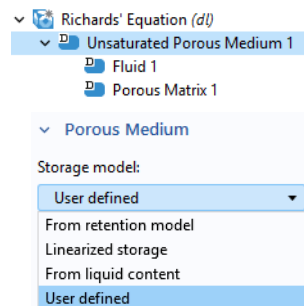 Richards' Equation (dl)
D Unsaturated Porous Medium 1
D Fluid 1
D Porous Matrix 1
Porous Medium
Storage model:
User defined
From retention model
Linearized storage
From liquid content
User defined